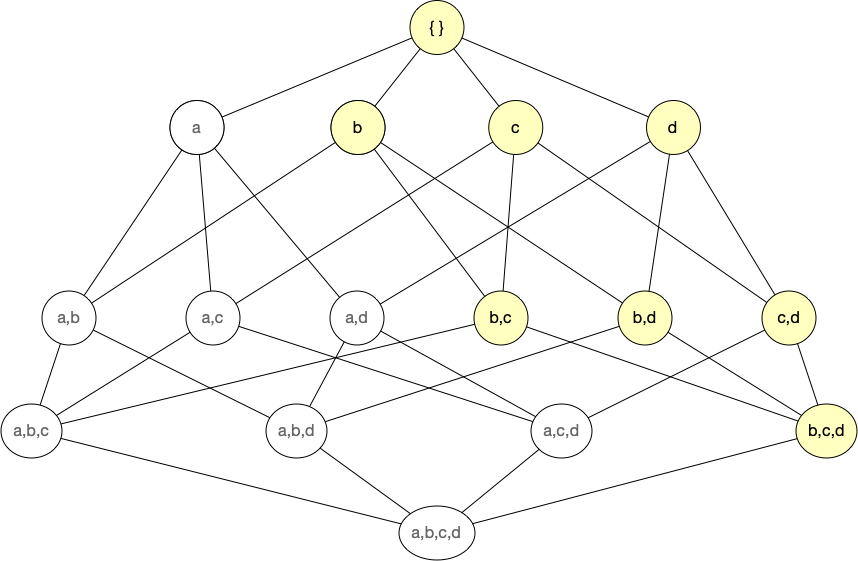 { }
a
b
c
d
a,b
a,c
a,d
b,c
b,d
c,d
a,b,c
a,b,d
a,c,d
b,c,d
a,b,c,d